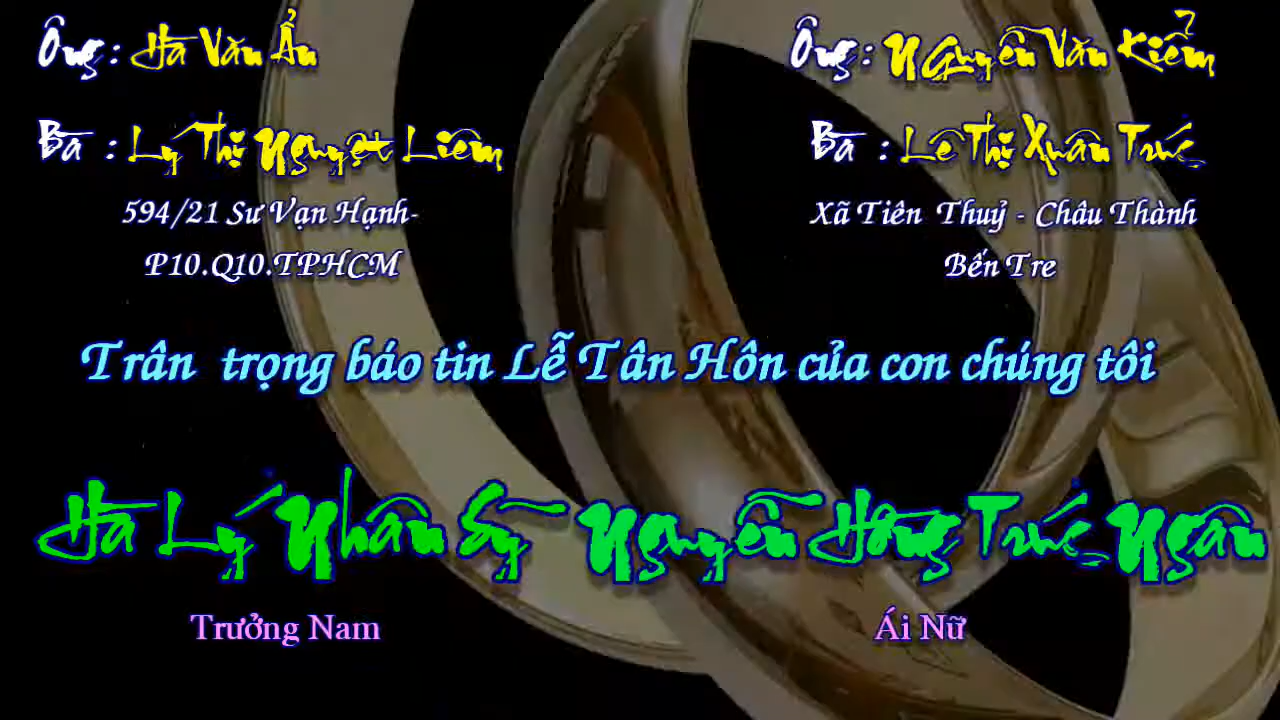 Ông : Hà Văn Ẩn
Bà : Lý Thị Nguyệt Liêm
594/21 Sư Vạn Hạnh-
P10.Q10.TPHCM
Ông : Nguyễn Văn Kiểm
Bà : Lê Thị Xuân Trúc
Xã Tiên Thuỷ - Châu Thành
Bến Tre
Trân trọng báo tin Lễ Tân Hôn của con chúng tôi
Hà Lý Nhân Sỹ
Trưởng Nam
Nguyễn Hồng Trúc Ngân
Ái Nữ